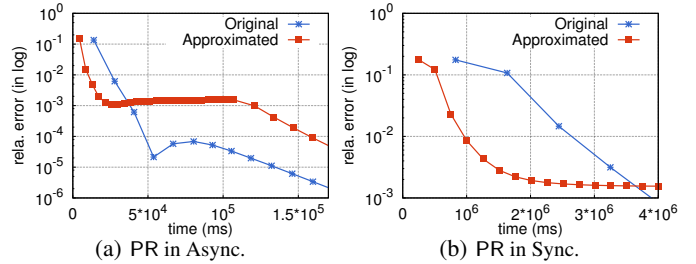 rela. error (in log)
10^0
10^-1
10^-2
10^-3
10^-4
10^-5
10^-6
Original
Approximated
0 5*10^4 10^5 1.5*10^5
time (ms)
(a) PR in Async.
rela. error (in log)
10^0
10^-1
10^-2
10^-3
Original
Approximated
0 10^6 2*10^6 3*10^6 4*10^6
time (ms)
(b) PR in Sync.